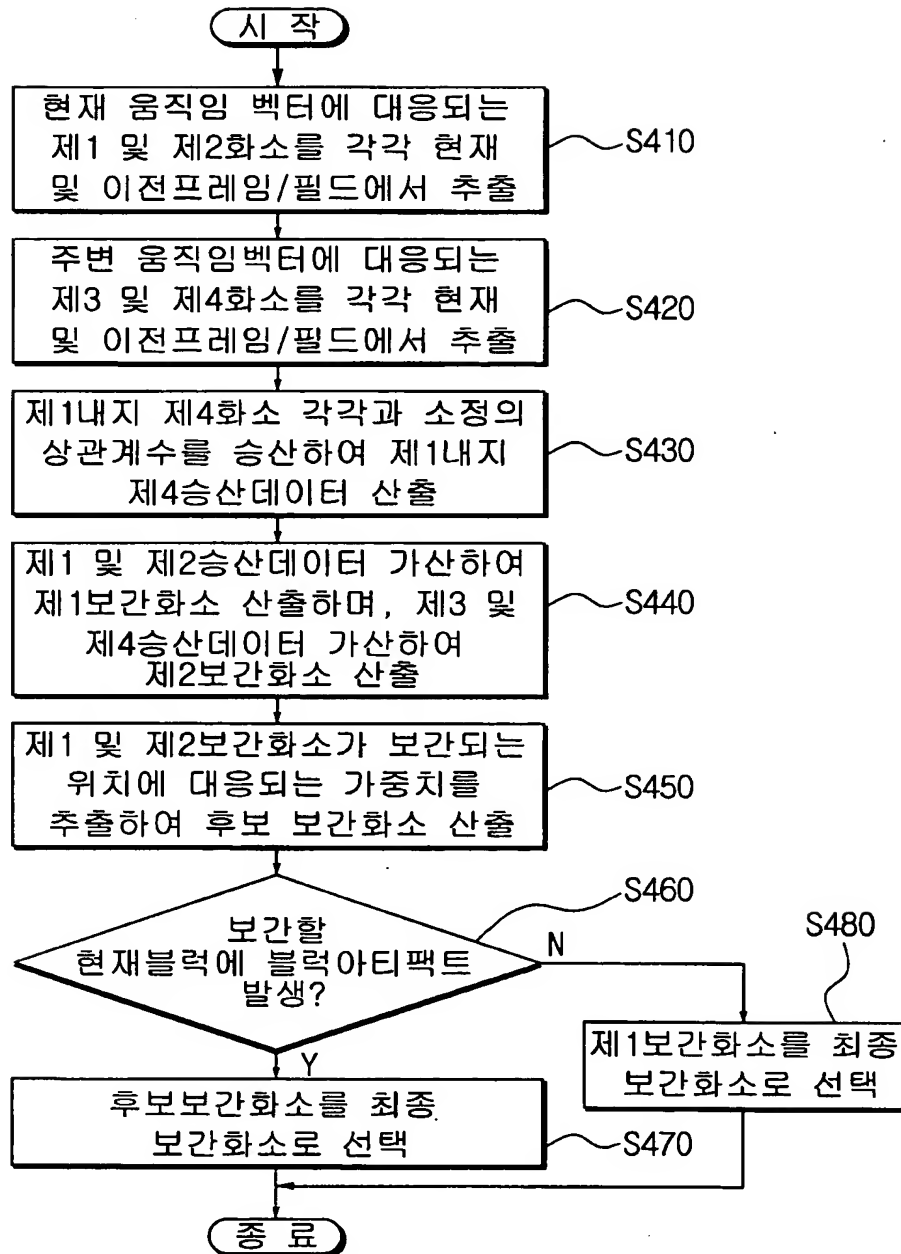 시 작
현재 움직임 벡터에 대응되는
제1 및 제2화소를 각각 현재
및 이전프레임/필드에서 추출
S410
주변 움직임벡터에 대응되는
제3 및 제4화소를 각각 현재
및 이전프레임/필드에서 추출
S420
제1내지 제4화소 각각과 소정의
상관계수를 승산하여 제1내지
제4승산데이터 산출
S430
제1 및 제2승산데이터 가산하여
제1보간화소 산출하며, 제3 및
제4승산데이터 가산하여
제2보간화소 산출
S440
제1 및 제2보간화소가 보간되는
위치에 대응되는 가중치를
추출하여 후보 보간화소 산출
S450
보간할
현재블럭에 블럭아티팩트
발생?
S460
N
Y
S480
제1보간화소를 최종
보간화소로 선택
후보보간화소를 최종
보간화소로 선택
S470
종 료